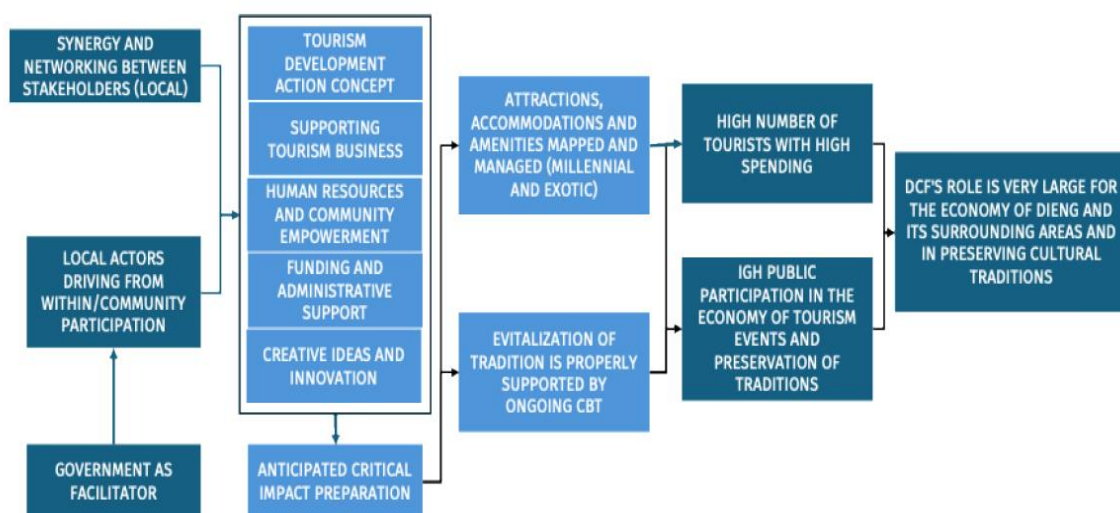 SYNERGY AND
NETWORKING BETWEEN
STAKEHOLDERS (LOCAL)
LOCAL ACTORS
DRIVING FROM
WITHIN/COMMUNITY
PARTICIPATION
GOVERNMENT AS
FACILITATOR
TOURISM
DEVELOPMENT
ACTION CONCEPT
SUPPORTING
TOURISM BUSINESS
HUMAN RESOURCES
AND COMMUNITY
EMPOWERMENT
FUNDING AND
ADMINISTRATIVE
SUPPORT
CREATIVE IDEAS AND
INNOVATION
ANTICIPATED CRITICAL
IMPACT PREPARATION
ATTRACTIONS,
ACCOMMODATIONS AND
AMENITIES MAPPED AND
MANAGED (MILLENNIAL
AND EXOTIC)
EVITALIZATION OF
TRADITION IS PROPERLY
SUPPORTED BY
ONGOING CBT
HIGH NUMBER OF
TOURISTS WITH HIGH
SPENDING
IGH PUBLIC
PARTICIPATION IN THE
ECONOMY OF TOURISM
EVENTS AND
PRESERVATION OF
TRADITIONS
DCF'S ROLE IS VERY LARGE FOR
THE ECONOMY OF DIENG AND
ITS SURROUNDING AREAS AND
IN PRESERVING CULTURAL
TRADITIONS